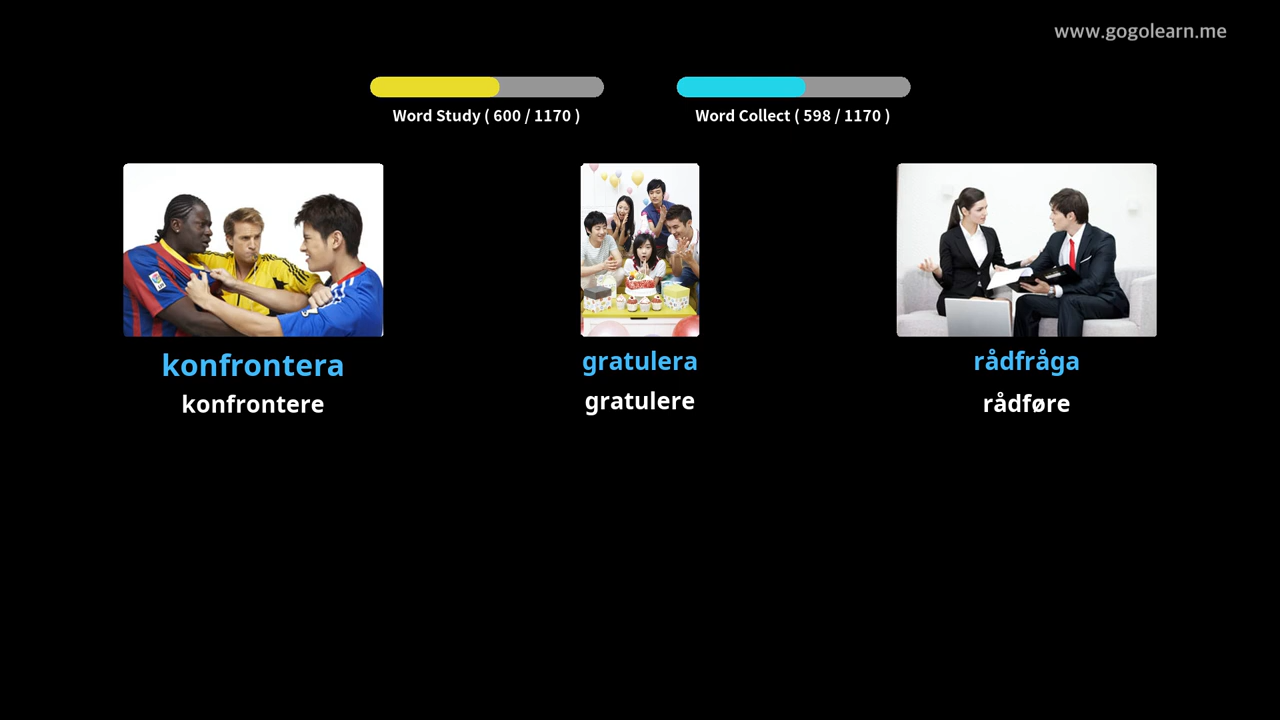 www.gogolearn.me
Word Study ( 600 / 1170 )
Word Collect ( 598 / 1170 )
konfrontera
konfrontere
gratulera
gratulere
rådfråga
rådføre